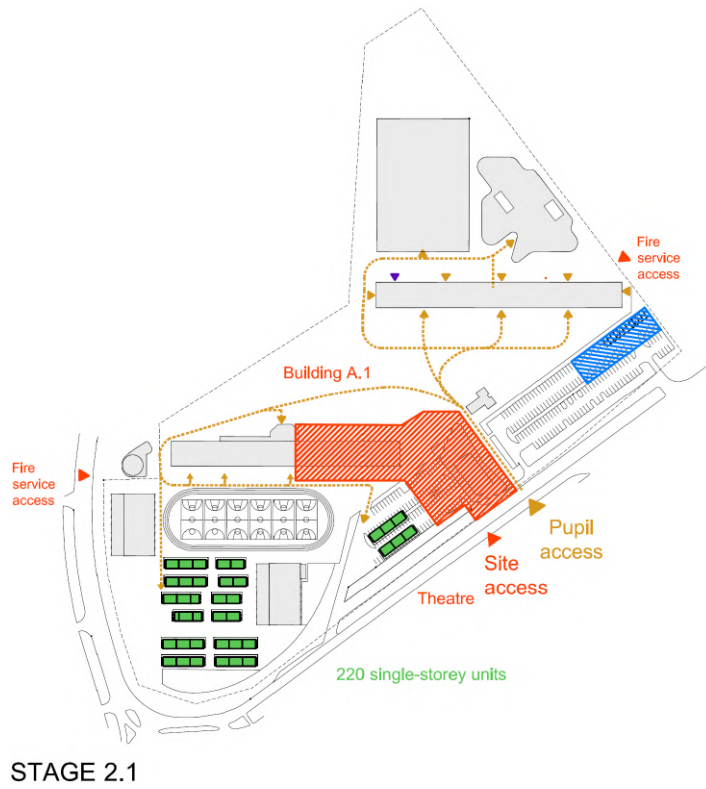 Fire
service
access
Building A.1
Fire
service
access
Pupil
access
Site
access
Theatre
220 single-storey units
STAGE 2.1